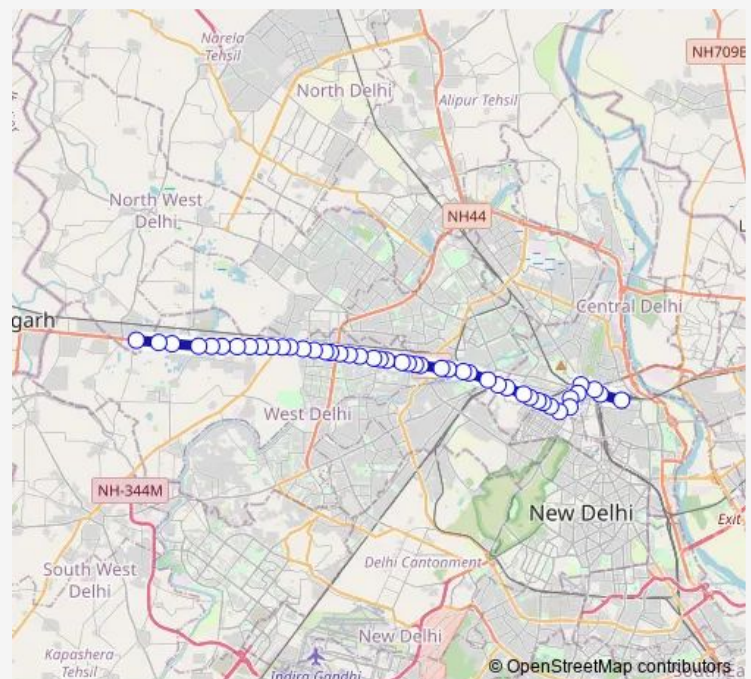 Narela
Tehsil
NH709B
North Delhi
Alipur Tehsil
North West
Delhi
NH44
Central Delhi
garh
West Delhi
NH-344M
New Delhi
Exit
Delhi Cantonment
South West
Delhi
New Delhi
Kapashera
Tehsil
Indira Gandhi
© OpenStreetMap contributors